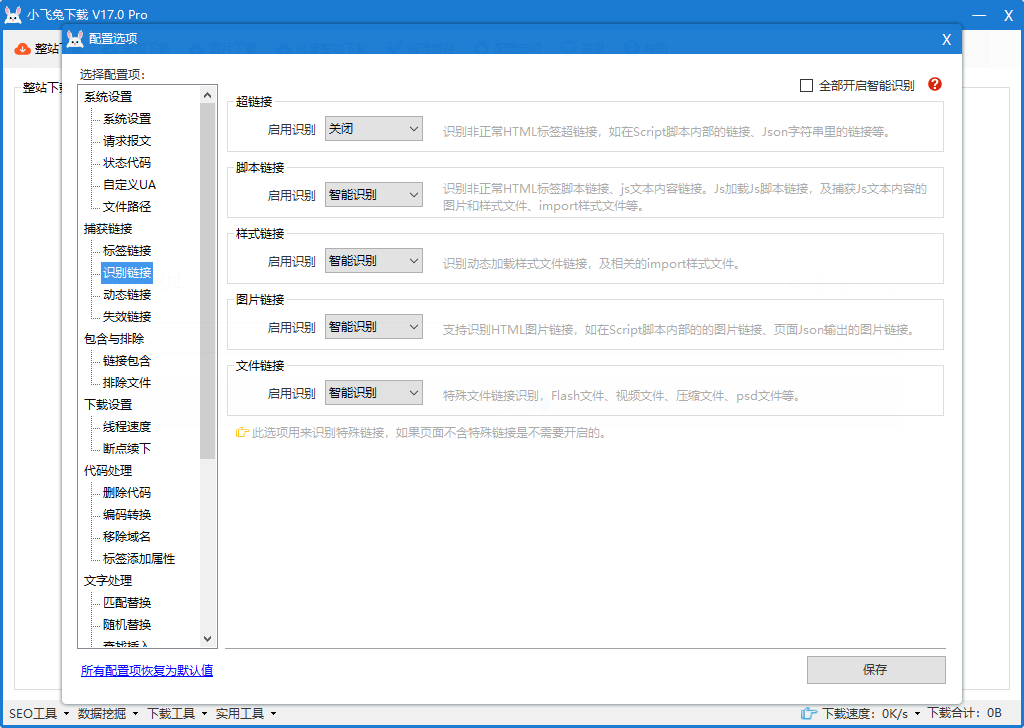 小飞兔下载 V17.0 Pro
整站
配置选项
X
X
整站下载
选择配置项：
系统设置
系统设置
请求报文
状态代码
自定义UA
文件路径
捕获链接
标签链接
识别链接
动态链接
失效链接
包含与排除
链接包含
排除文件
下载设置
线程速度
断点续下
代码处理
删除代码
编码转换
移除域名
标签添加属性
文字处理
匹配替换
随机替换
查找插入
所有配置项恢复为默认值
全部开启智能识别
?
超链接
启用识别 关闭
识别非正常HTML标签超链接，如在Script脚本内部的链接、Json字符串里的链接等。
脚本链接
启用识别 智能识别
识别非正常HTML标签脚本链接、js文本内容链接。Js加载Js脚本链接，及捕获Js文本内容的
图片和样式文件、import样式文件等。
样式链接
启用识别 智能识别
识别动态加载样式文件链接，及相关的import样式文件。
图片链接
启用识别 智能识别
支持识别HTML图片链接，如在Script脚本内部的的图片链接、页面Json输出的图片链接。
文件链接
启用识别 智能识别
特殊文件链接识别，Flash文件、视频文件、压缩文件、psd文件等。
此选项用来识别特殊链接，如果页面不含特殊链接是不需要开启的。
保存
SEO工具 数据挖掘 下载工具 实用工具
下载速度：0K/s 下载合计：0B